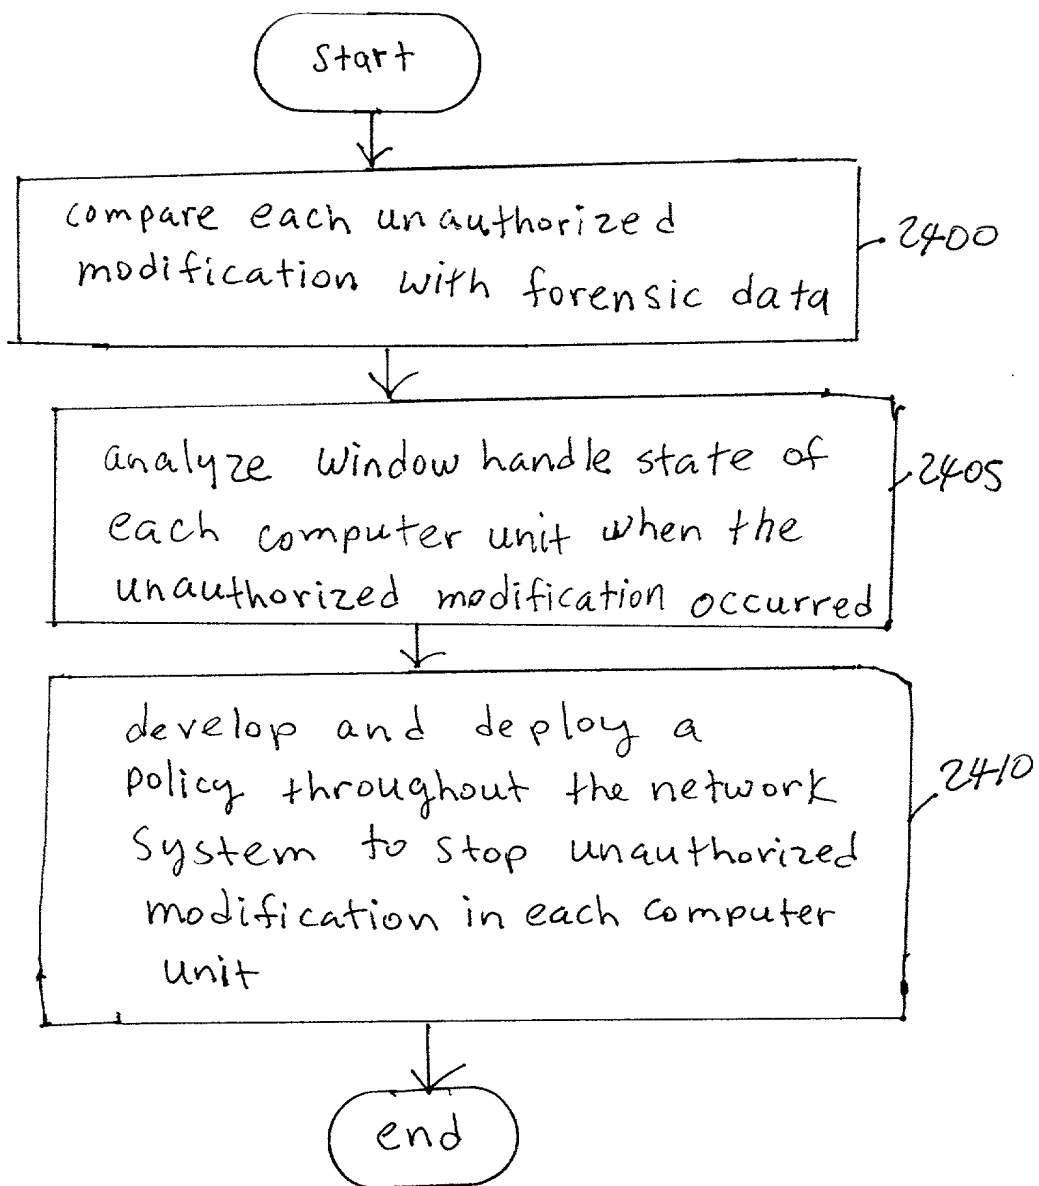 Start
compare each unauthorized
modification with forensic data
2400
analyze window handle state of
each computer unit when the
unauthorized modification occurred
2405
develop and deploy a
policy throughout the network
System to stop unauthorized
modification in each computer
unit
2410
end